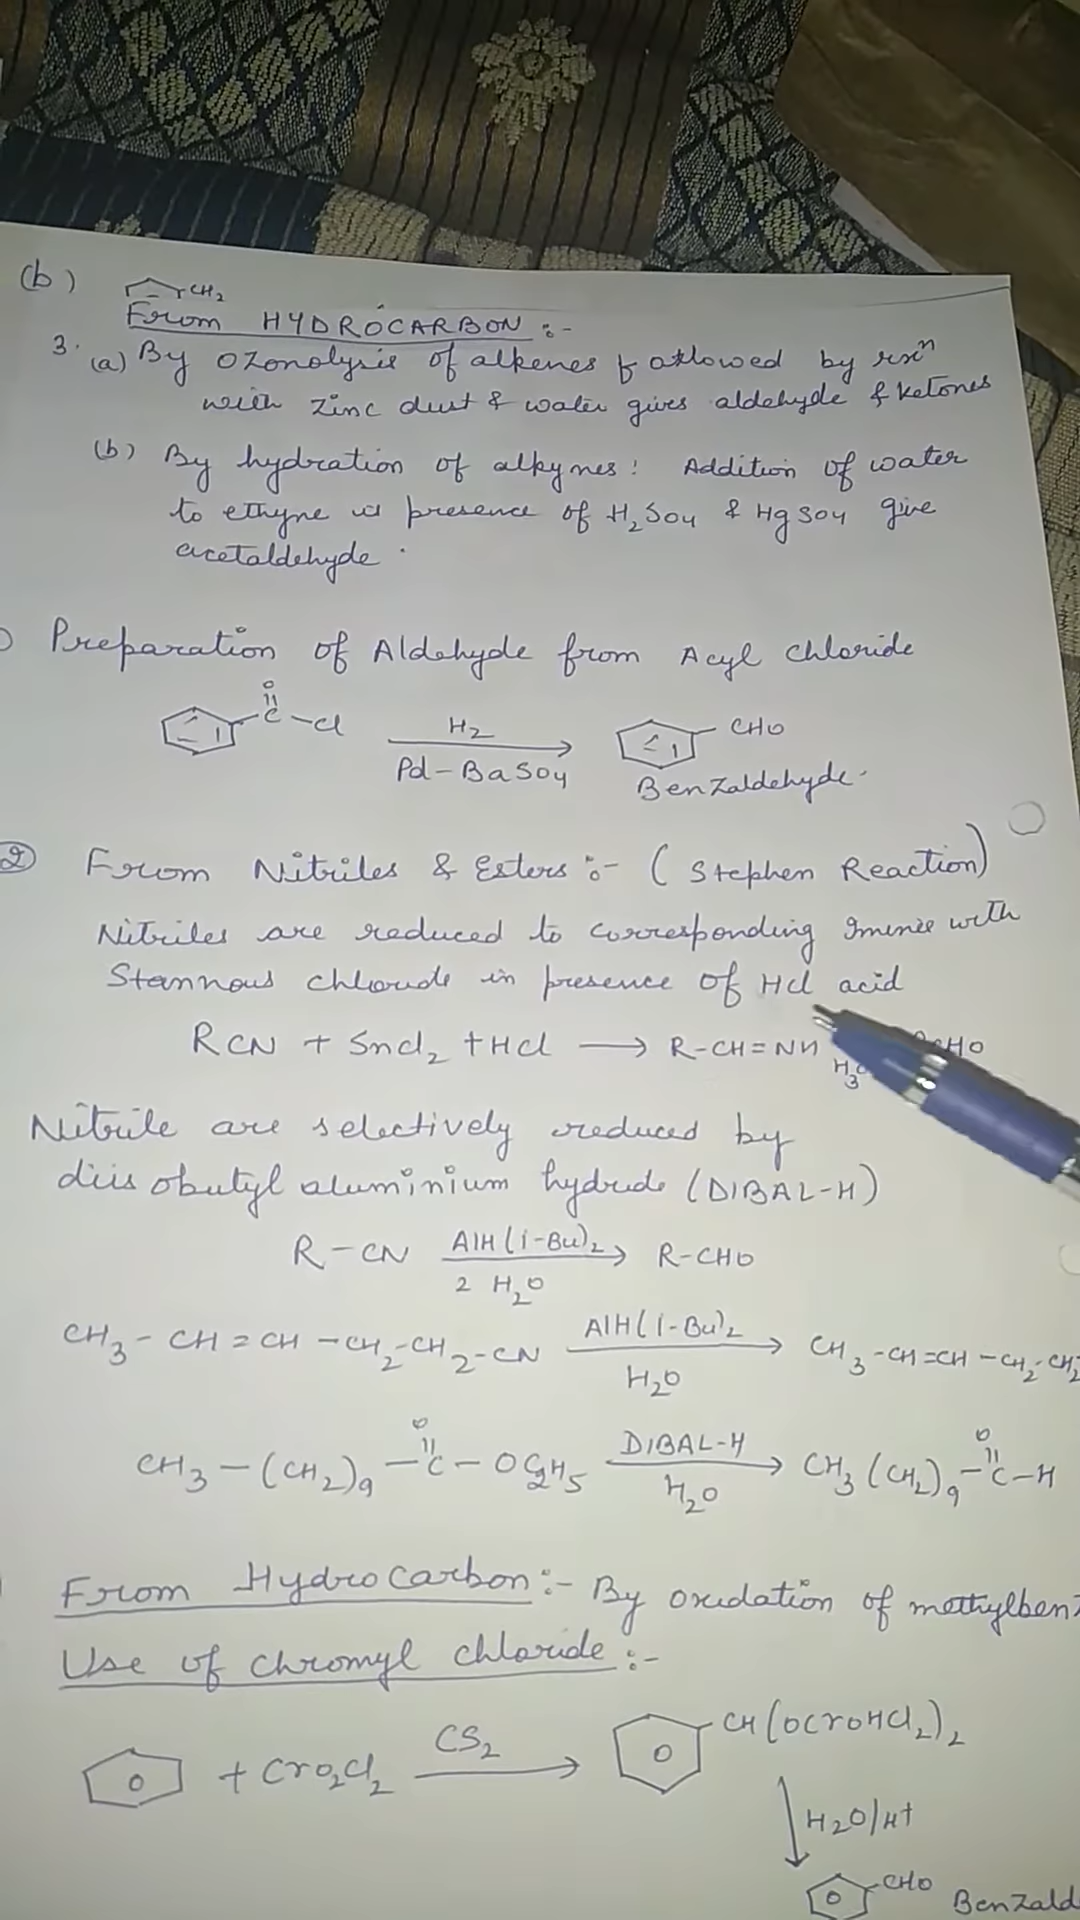 (b)
CH2
From HYDROCARBON :-
3. (a) By ozonolysis of alkenes followed by rxn
with zinc dust & water gives aldehyde & ketones
(b) By hydration of alkynes: Addition of water
to ethyne presence of H2SO4 & HgSO4 give
acetaldehyde.
Preparation of Aldehyde from Acyl chloride
O
C-Cl H2 CHO
Pd-BaSO4 Benzaldehyde.
2 From Nitriles & Esters :- (Stephen Reaction)
Nitriles are reduced to corresponding with
Stannous chloride in presence of HCl acid
RCN + SnCl2 + HCl → R-CH=NH CHO
H3
Nitrile are selectively reduced by
diisobutyl aluminium hydride (DIBAL-H)
R-CN AlH(i-Bu)2 → R-CHO
2 H2O
CH3-CH=CH-CH2-CH2-CN AlH(i-Bu)2 → CH3-CH=CH-CH2-CH2
H2O
O O
CH3-(CH2)9-C-OC2H5 DIBAL-H → CH3(CH2)9-C-H
H2O
From Hydrocarbon :- By oxidation of methylben
Use of chromyl chloride :-
+ CrO2Cl2 CS2 → CH(OCrOHCl2)2
H2O/H+
CHO Benzald